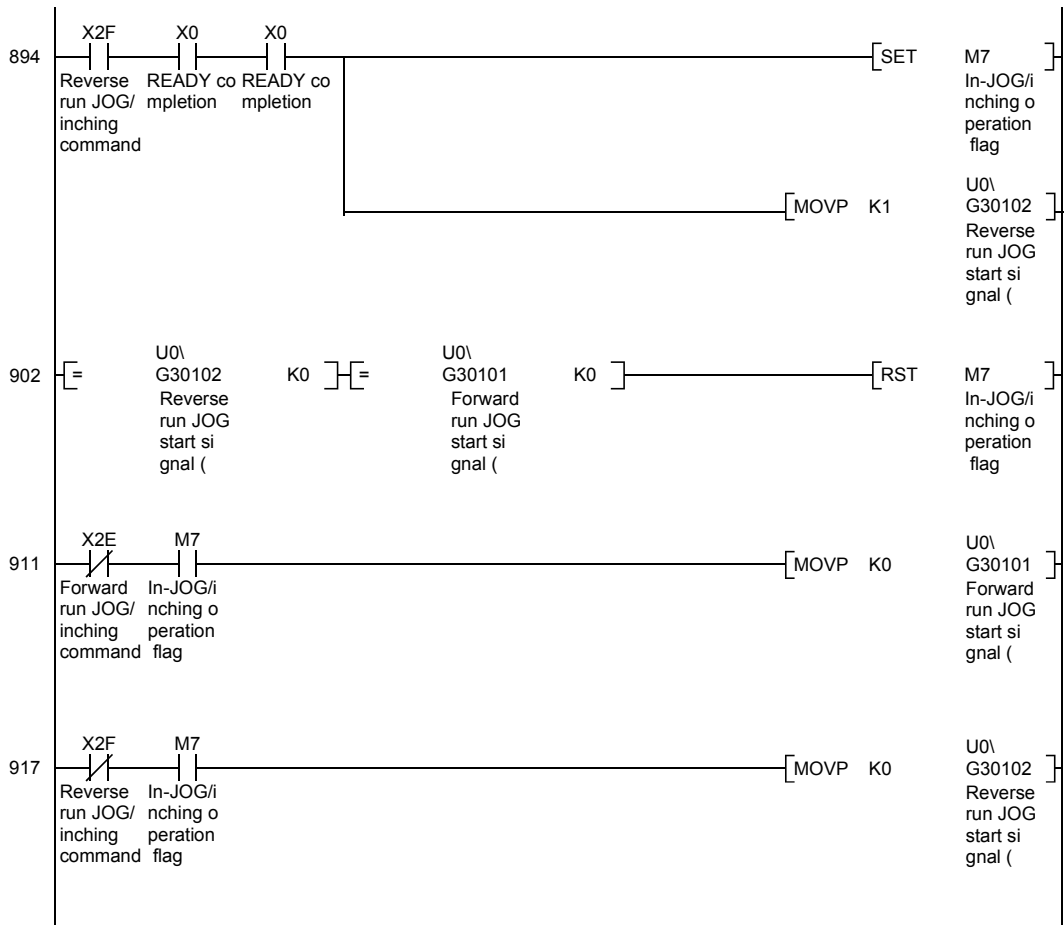 X2F X0 X0
894 [SET M7 ]
Reverse READY co READY co In-JOG/i
run JOG/ mpletion mpletion nching o
inching peration
command flag
U0\
[MOVP K1 G30102 ]
Reverse
run JOG
start si
gnal (
U0\ U0\
902 [= G30102 K0 ] [= G30101 K0 ] [RST M7 ]
Reverse Forward In-JOG/i
run JOG run JOG nching o
start si start si peration
gnal ( gnal ( flag
X2E M7 U0\
911 [MOVP K0 G30101 ]
Forward In-JOG/i Forward
run JOG/ nching o run JOG
inching peration start si
command flag gnal (
X2F M7 U0\
917 [MOVP K0 G30102 ]
Reverse In-JOG/i Reverse
run JOG/ nching o run JOG
inching peration start si
command flag gnal (